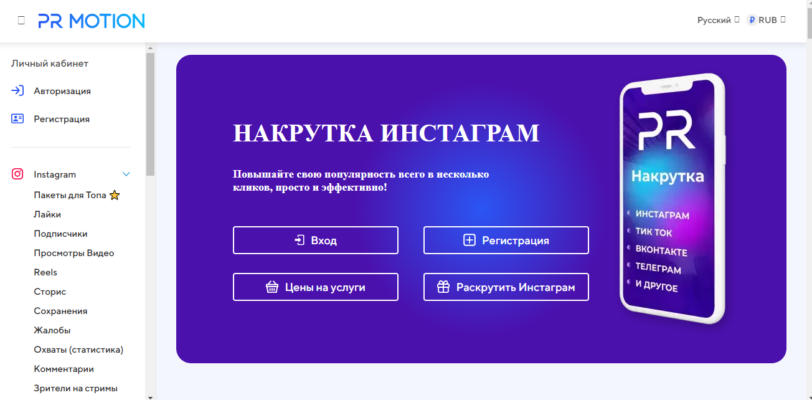 PR MOTION
Русский
₽ RUB
Личный кабинет
Авторизация
Регистрация
Instagram
Пакеты для Топа ⭐
Лайки
Подписчики
Просмотры Видео
Reels
Сторис
Сохранения
Жалобы
Охваты (статистика)
Комментарии
Зрители на стримы
НАКРУТКА ИНСТАГРАМ
Повышайте свою популярность всего в несколько
кликов, просто и эффективно!
Вход
Регистрация
Цены на услуги
Раскрутить Инстаграм
PR
Накрутка
ИНСТАГРАМ
ТИК ТОК
ВКОНТАКТЕ
ТЕЛЕГРАМ
И ДРУГОЕ